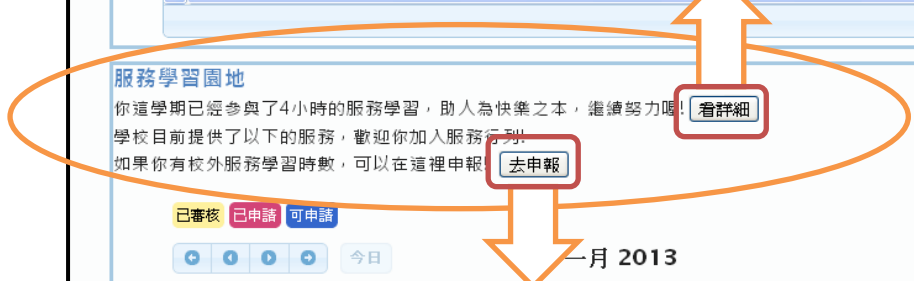 服務學習園地
你這學期已經參與了4小時的服務學習，助人為快樂之本，繼續努力喔! 看詳細
學校目前提供了以下的服務，歡迎你加入服務行列!
如果你有校外服務學習時數，可以在這裡申報! 去申報
已審核 已申請 可申請
今日 一月 2013